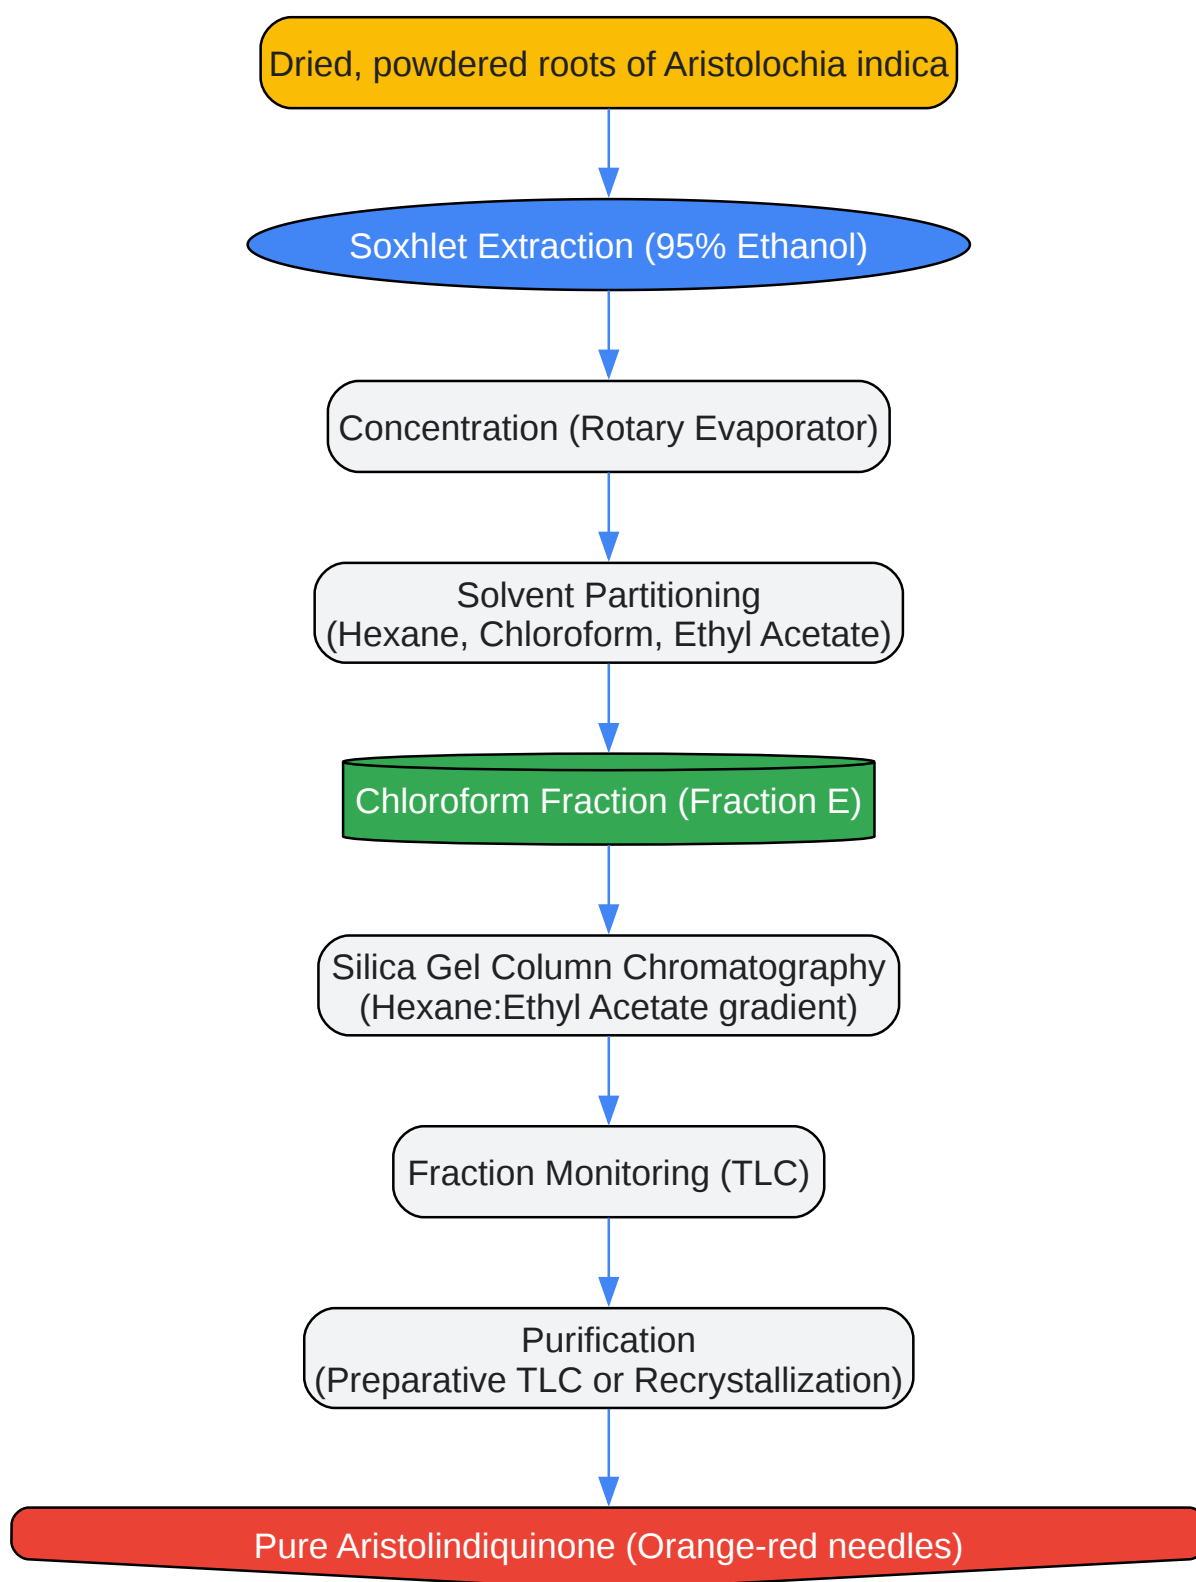 Dried, powdered roots of Aristolochia indica
Soxhlet Extraction (95% Ethanol)
Concentration (Rotary Evaporator)
Solvent Partitioning
(Hexane, Chloroform, Ethyl Acetate)
Chloroform Fraction (Fraction E)
Silica Gel Column Chromatography
(Hexane:Ethyl Acetate gradient)
Fraction Monitoring (TLC)
Purification
(Preparative TLC or Recrystallization)
Pure Aristolindiquinone (Orange-red needles)